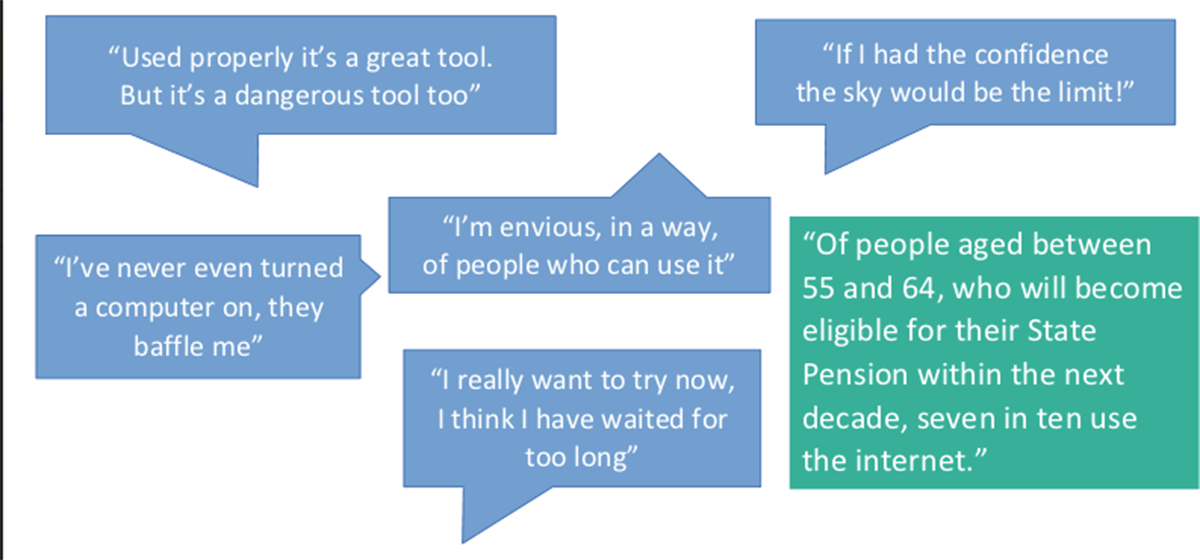 “Used properly it’s a great tool.
But it’s a dangerous tool too”
“If I had the confidence
the sky would be the limit!”
“I’m envious, in a way,
of people who can use it”
“I’ve never even turned
a computer on, they
baffle me”
“Of people aged between
55 and 64, who will become
eligible for their State
Pension within the next
decade, seven in ten use
the internet.”
“I really want to try now,
I think I have waited for
too long”